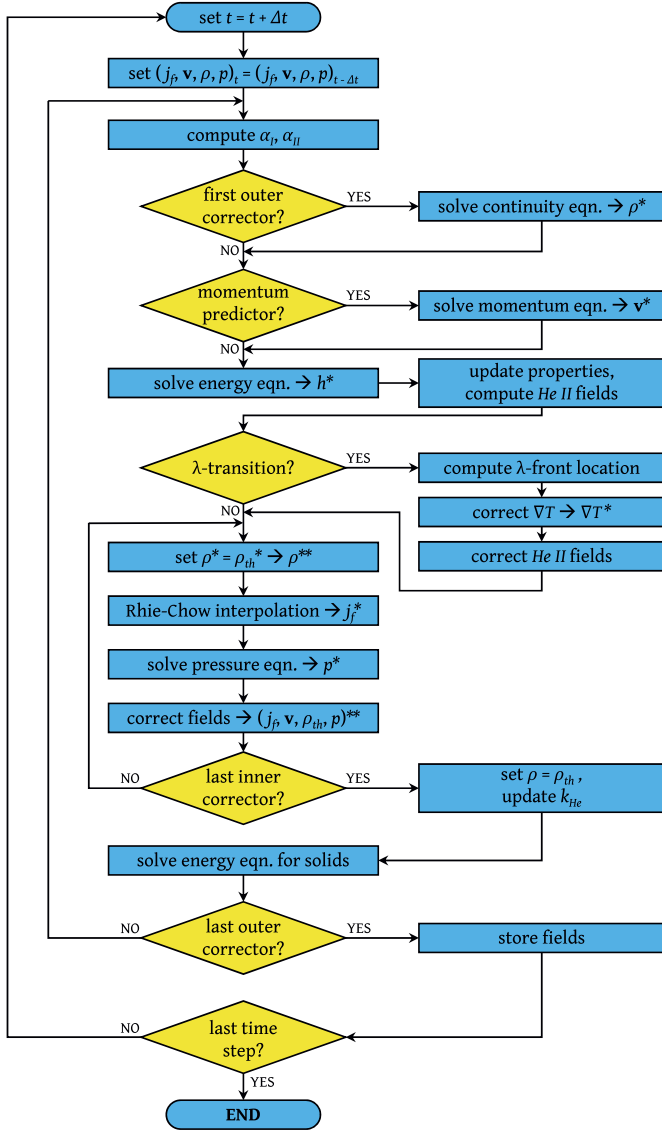 set t = t + Δt
set (j_f, v, ρ, p)_t = (j_f, v, ρ, p)_{t - Δt}
compute α_I, α_II
first outer
corrector?
YES
solve continuity eqn. → ρ*
NO
momentum
predictor?
YES
solve momentum eqn. → v*
NO
solve energy eqn. → h*
update properties,
compute He II fields
λ-transition?
YES
compute λ-front location
NO
correct ∇T → ∇T*
correct He II fields
set ρ* = ρ_th* → ρ**
Rhie-Chow interpolation → j_f*
solve pressure eqn. → p*
correct fields → (j_f, v, ρ_th, p)**
NO
last inner
corrector?
YES
set ρ = ρ_th ,
update k_He
solve energy eqn. for solids
NO
last outer
corrector?
YES
store fields
NO
last time
step?
YES
END